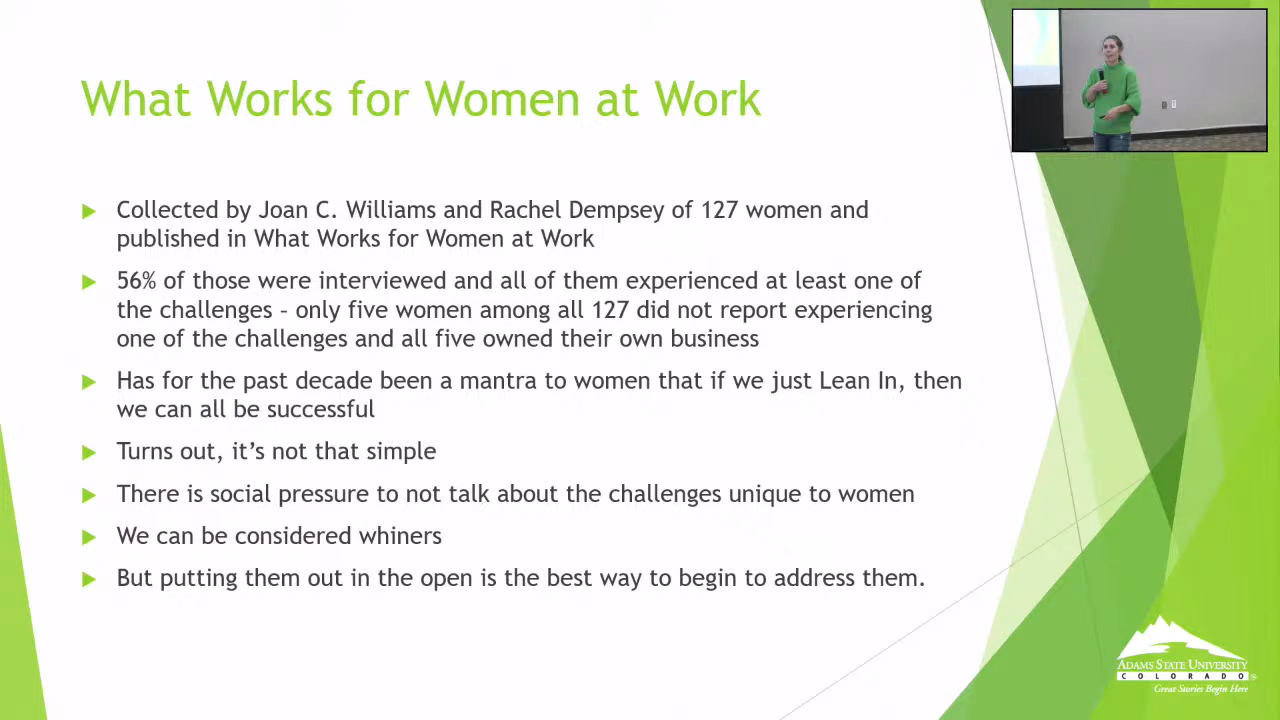 What Works for Women at Work
Collected by Joan C. Williams and Rachel Dempsey of 127 women and
published in What Works for Women at Work
56% of those were interviewed and all of them experienced at least one of
the challenges – only five women among all 127 did not report experiencing
one of the challenges and all five owned their own business
Has for the past decade been a mantra to women that if we just Lean In, then
we can all be successful
Turns out, it's not that simple
There is social pressure to not talk about the challenges unique to women
We can be considered whiners
But putting them out in the open is the best way to begin to address them.
ADAMS STATE UNIVERSITY
COLORADO®
Great Stories Begin Here